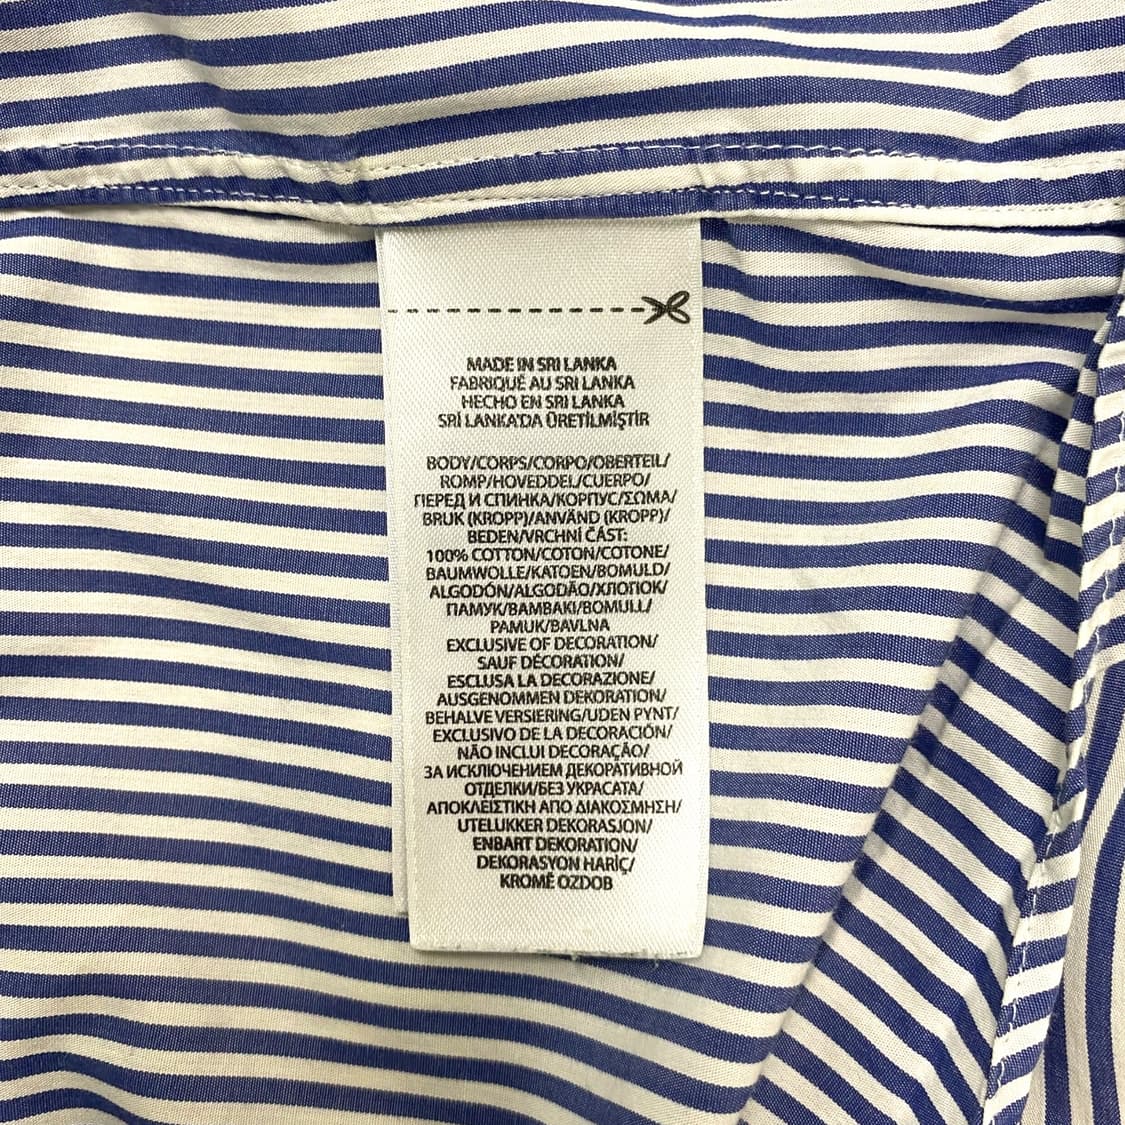 MADE IN SRI LANKA
FABRIQUÉ AU SRI LANKA
HECHO EN SRI LANKA
SRİ LANKA'DA ÜRETİLMİŞTİR
BODY/CORPS/CORPO/OBERTEIL/
ROMP/HOVEDDEL/CUERPO/
ПЕРЕД И СПИНКА/КОРПУС/ΣΩΜΑ/
BRUK (KROPP)/ANVÄND (KROPP)/
BEDEN/VRCHNÍ ČÁST:
100% COTTON/COTON/COTONE/
BAUMWOLLE/KATOEN/BOMULD/
ALGODÓN/ALGODÃO/ХЛОПОК/
ПАМУК/ΒΑΜΒΑΚΙ/BOMULL/
PAMUK/BAVLNA
EXCLUSIVE OF DECORATION/
SAUF DÉCORATION/
ESCLUSA LA DECORAZIONE/
AUSGENOMMEN DEKORATION/
BEHALVE VERSIERING/UDEN PYNT/
EXCLUSIVO DE LA DECORACIÓN/
NÃO INCLUI DECORAÇÃO/
ЗА ИСКЛЮЧЕНИЕМ ДЕКОРАТИВНОЙ
ОТДЕЛКИ/БЕЗ УКРАСАТА/
ΑΠΟΚΛΕΙΣΤΙΚΗ ΑΠΟ ΔΙΑΚΟΣΜΗΣΗ/
UTELUKKER DEKORASJON/
ENBART DEKORATION/
DEKORASYON HARİÇ/
KROMĚ OZDOB